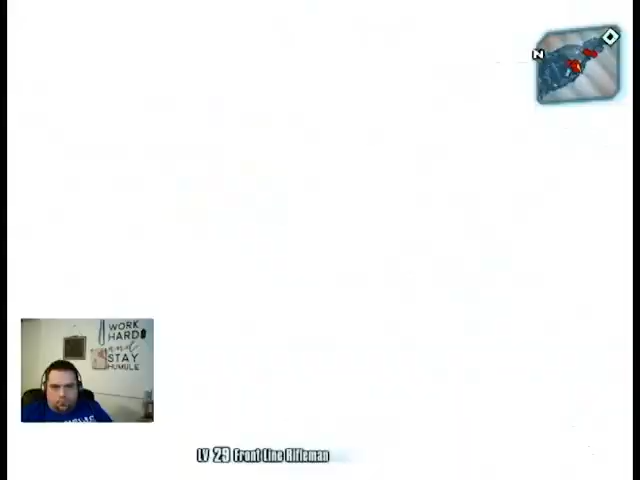 N
WORK
HARD
and
STAY
HUMBLE
LV 29 Front Line Rifleman